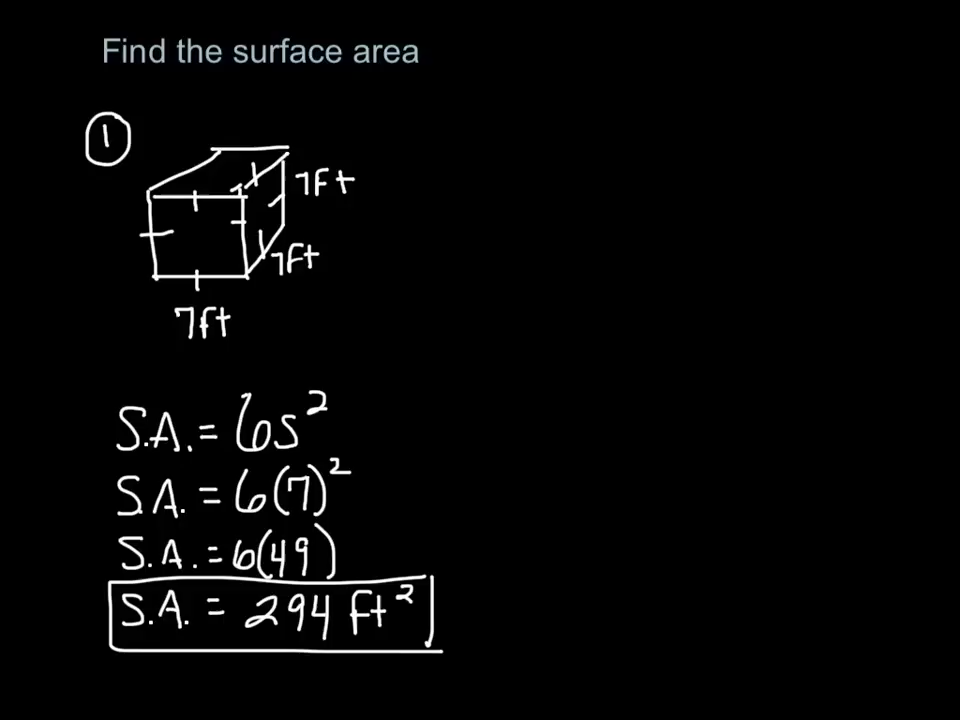 Find the surface area
1
7Ft
7Ft
7ft
S.A. = 6s²
S.A. = 6(7)²
S.A. = 6(49)
S.A. = 294 ft²